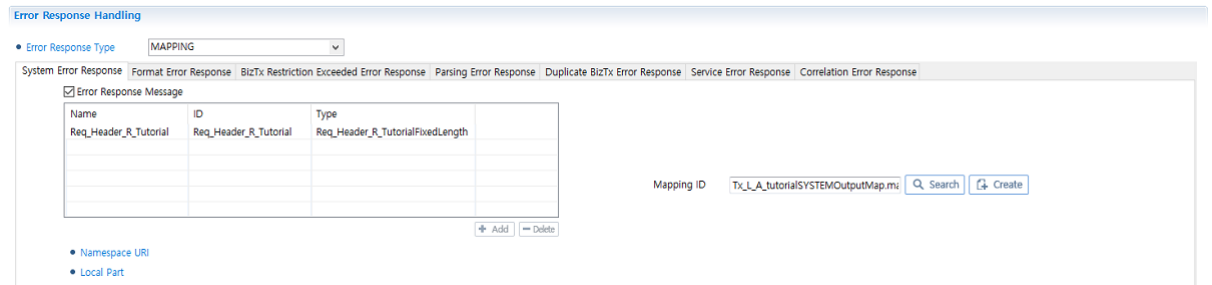 Error Response Handling
Error Response Type MAPPING
System Error Response Format Error Response BizTx Restriction Exceeded Error Response Parsing Error Response Duplicate BizTx Error Response Service Error Response Correlation Error Response
Error Response Message
Name ID Type
Req_Header_R_Tutorial Req_Header_R_Tutorial Req_Header_R_TutorialFixedLength
Mapping ID Tx_L_A_tutorialSYSTEMOutputMap.ma Search Create
Add Delete
Namespace URI
Local Part